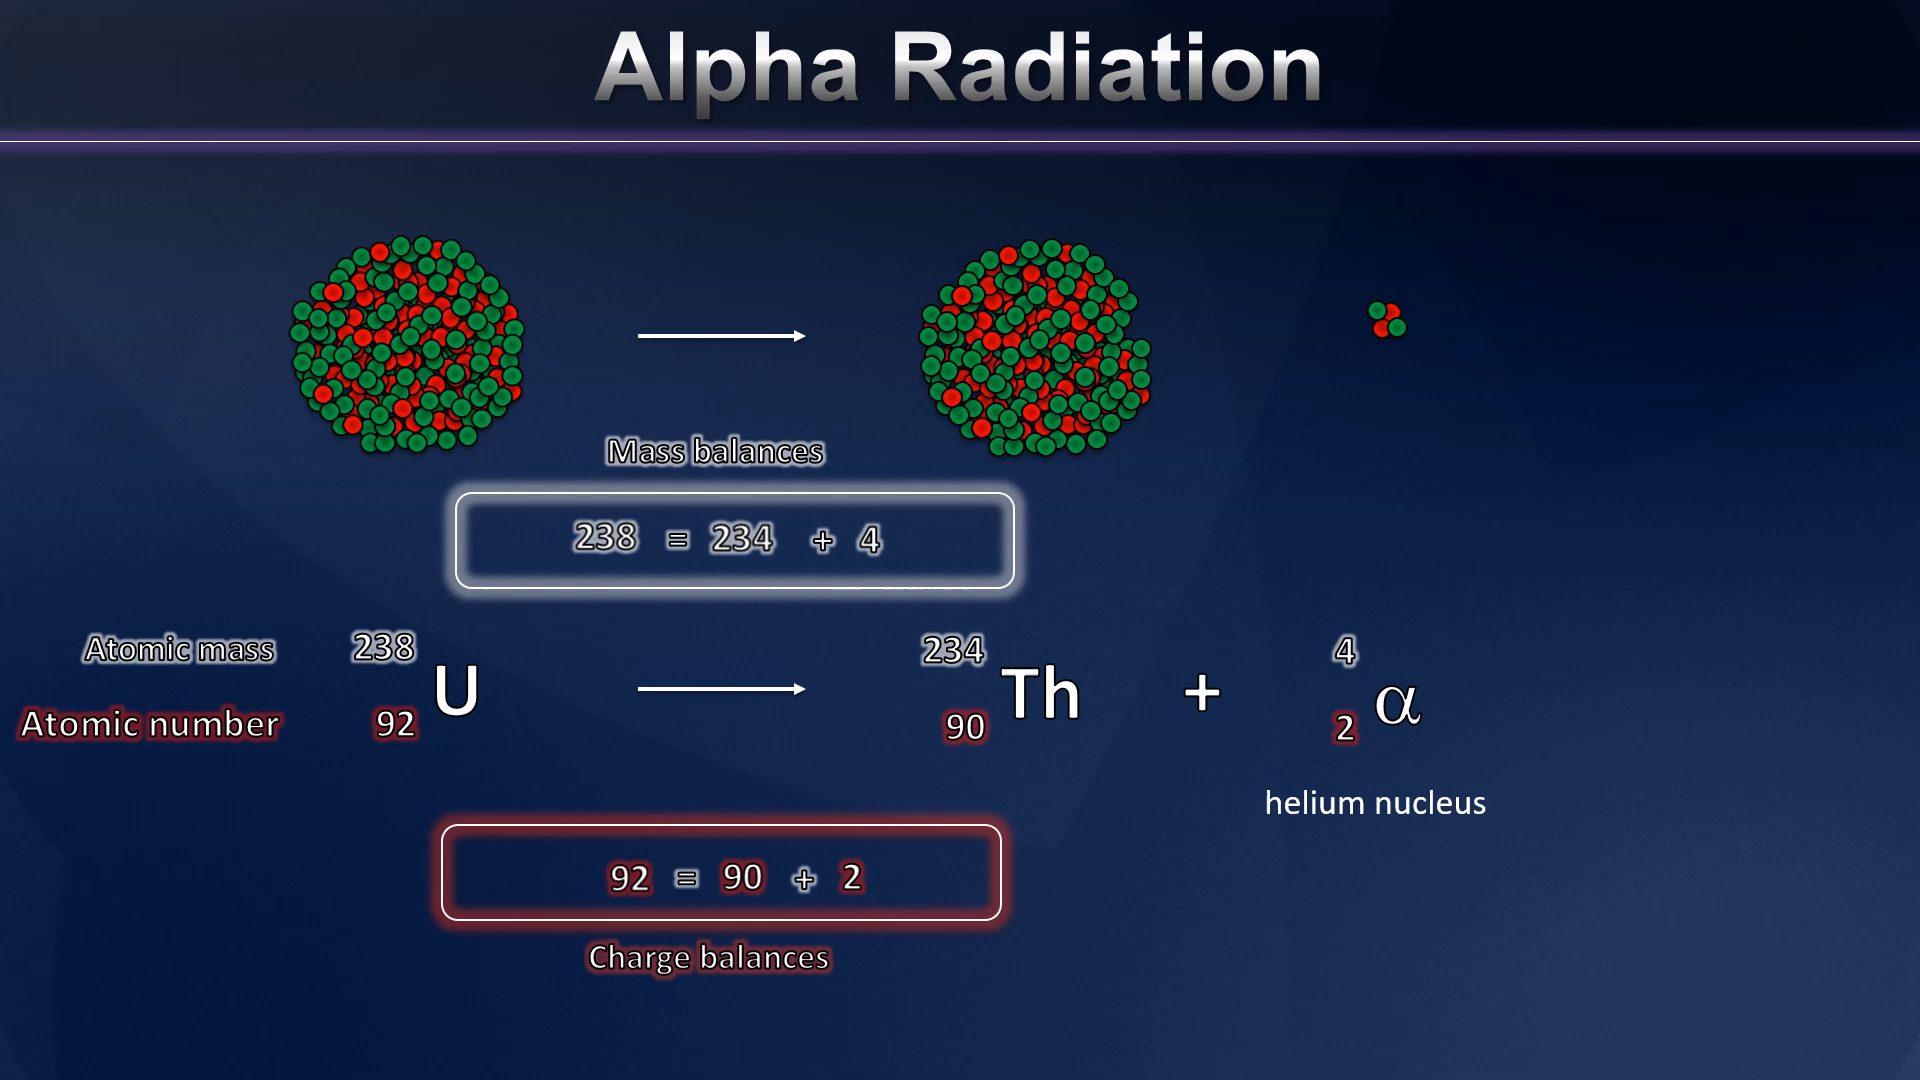 Alpha Radiation
Mass balances
238 = 234 + 4
Atomic mass 238 234 4
U Th + α
Atomic number 92 90 2
helium nucleus
92 = 90 + 2
Charge balances